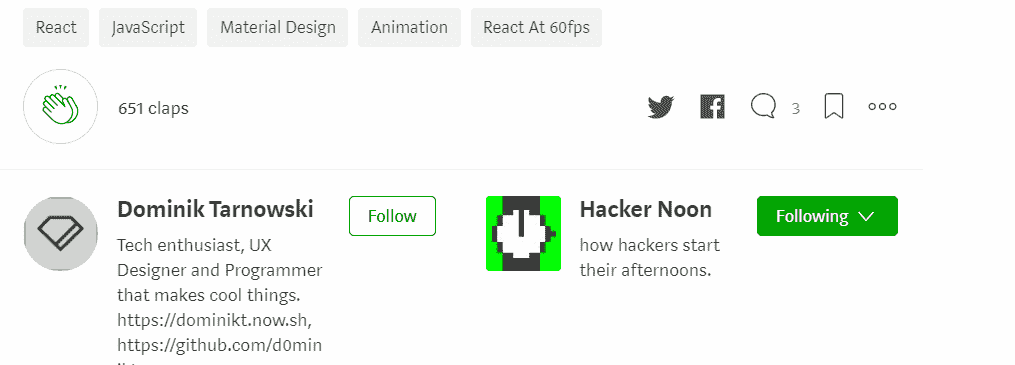 React JavaScript Material Design Animation React At 60fps
651 claps 3
Dominik Tarnowski
Follow
Tech enthusiast, UX
Designer and Programmer
that makes cool things.
https://dominikt.now.sh,
https://github.com/d0min
Hacker Noon
Following
how hackers start
their afternoons.